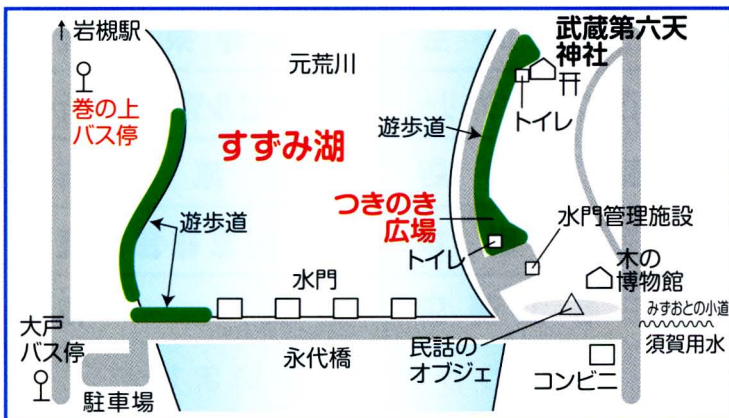 ↑岩槻駅
巻の上
バス停
元荒川
すずみ湖
遊歩道
武蔵第六天
神社
トイレ
遊歩道
つきのき
広場
トイレ
水門管理施設
木の
博物館
みずおとの小道
須賀用水
水門
大戸
バス停
駐車場
永代橋
民話の
オブジェ
コンビニ